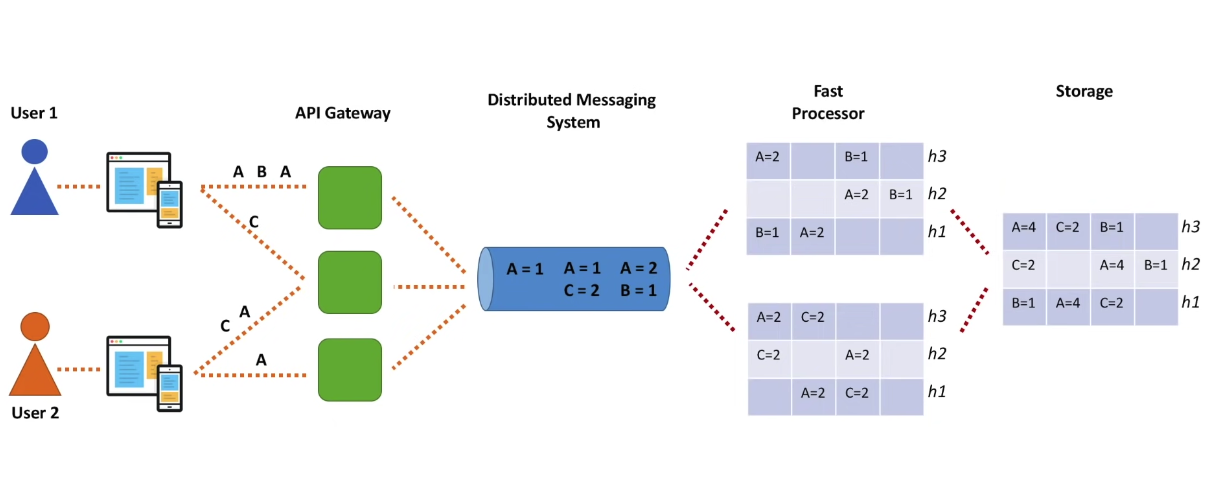 User 1
API Gateway
Distributed Messaging
System
Fast
Processor
Storage
A B A
C
A
C
A
User 2
A = 1 A = 1 A = 2
C = 2 B = 1
A=2 B=1 h3
A=2 B=1 h2
B=1 A=2 h1
A=2 C=2 h3
C=2 A=2 h2
A=2 C=2 h1
A=4 C=2 B=1 h3
C=2 A=4 B=1 h2
B=1 A=4 C=2 h1